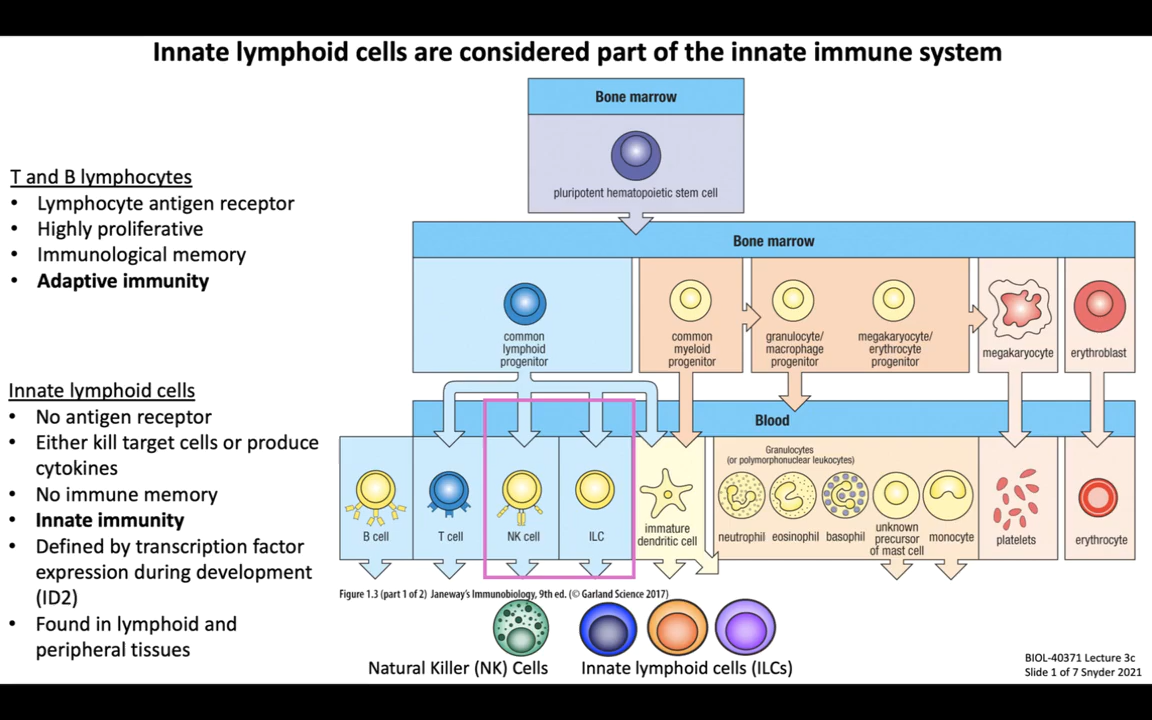 Innate lymphoid cells are considered part of the innate immune system
T and B lymphocytes
• Lymphocyte antigen receptor
• Highly proliferative
• Immunological memory
• Adaptive immunity
Innate lymphoid cells
• No antigen receptor
• Either kill target cells or produce
cytokines
• No immune memory
• Innate immunity
• Defined by transcription factor
expression during development
(ID2)
• Found in lymphoid and
peripheral tissues
Bone marrow
pluripotent hematopoietic stem cell
Bone marrow
common
lymphoid
progenitor
common
myeloid
progenitor
granulocyte/
macrophage
progenitor
megakaryocyte/
erythrocyte
progenitor
megakaryocyte
erythroblast
Blood
Granulocytes
(or polymorphonuclear leukocytes)
B cell
T cell
NK cell
ILC
immature
dendritic cell
neutrophil
eosinophil
basophil
unknown
precursor
of mast cell
monocyte
platelets
erythrocyte
Figure 1.3 (part 1 of 2) Janeway's Immunobiology, 9th ed. (© Garland Science 2017)
Natural Killer (NK) Cells
Innate lymphoid cells (ILCs)
BIOL-40371 Lecture 3c
Slide 1 of 7 Snyder 2021